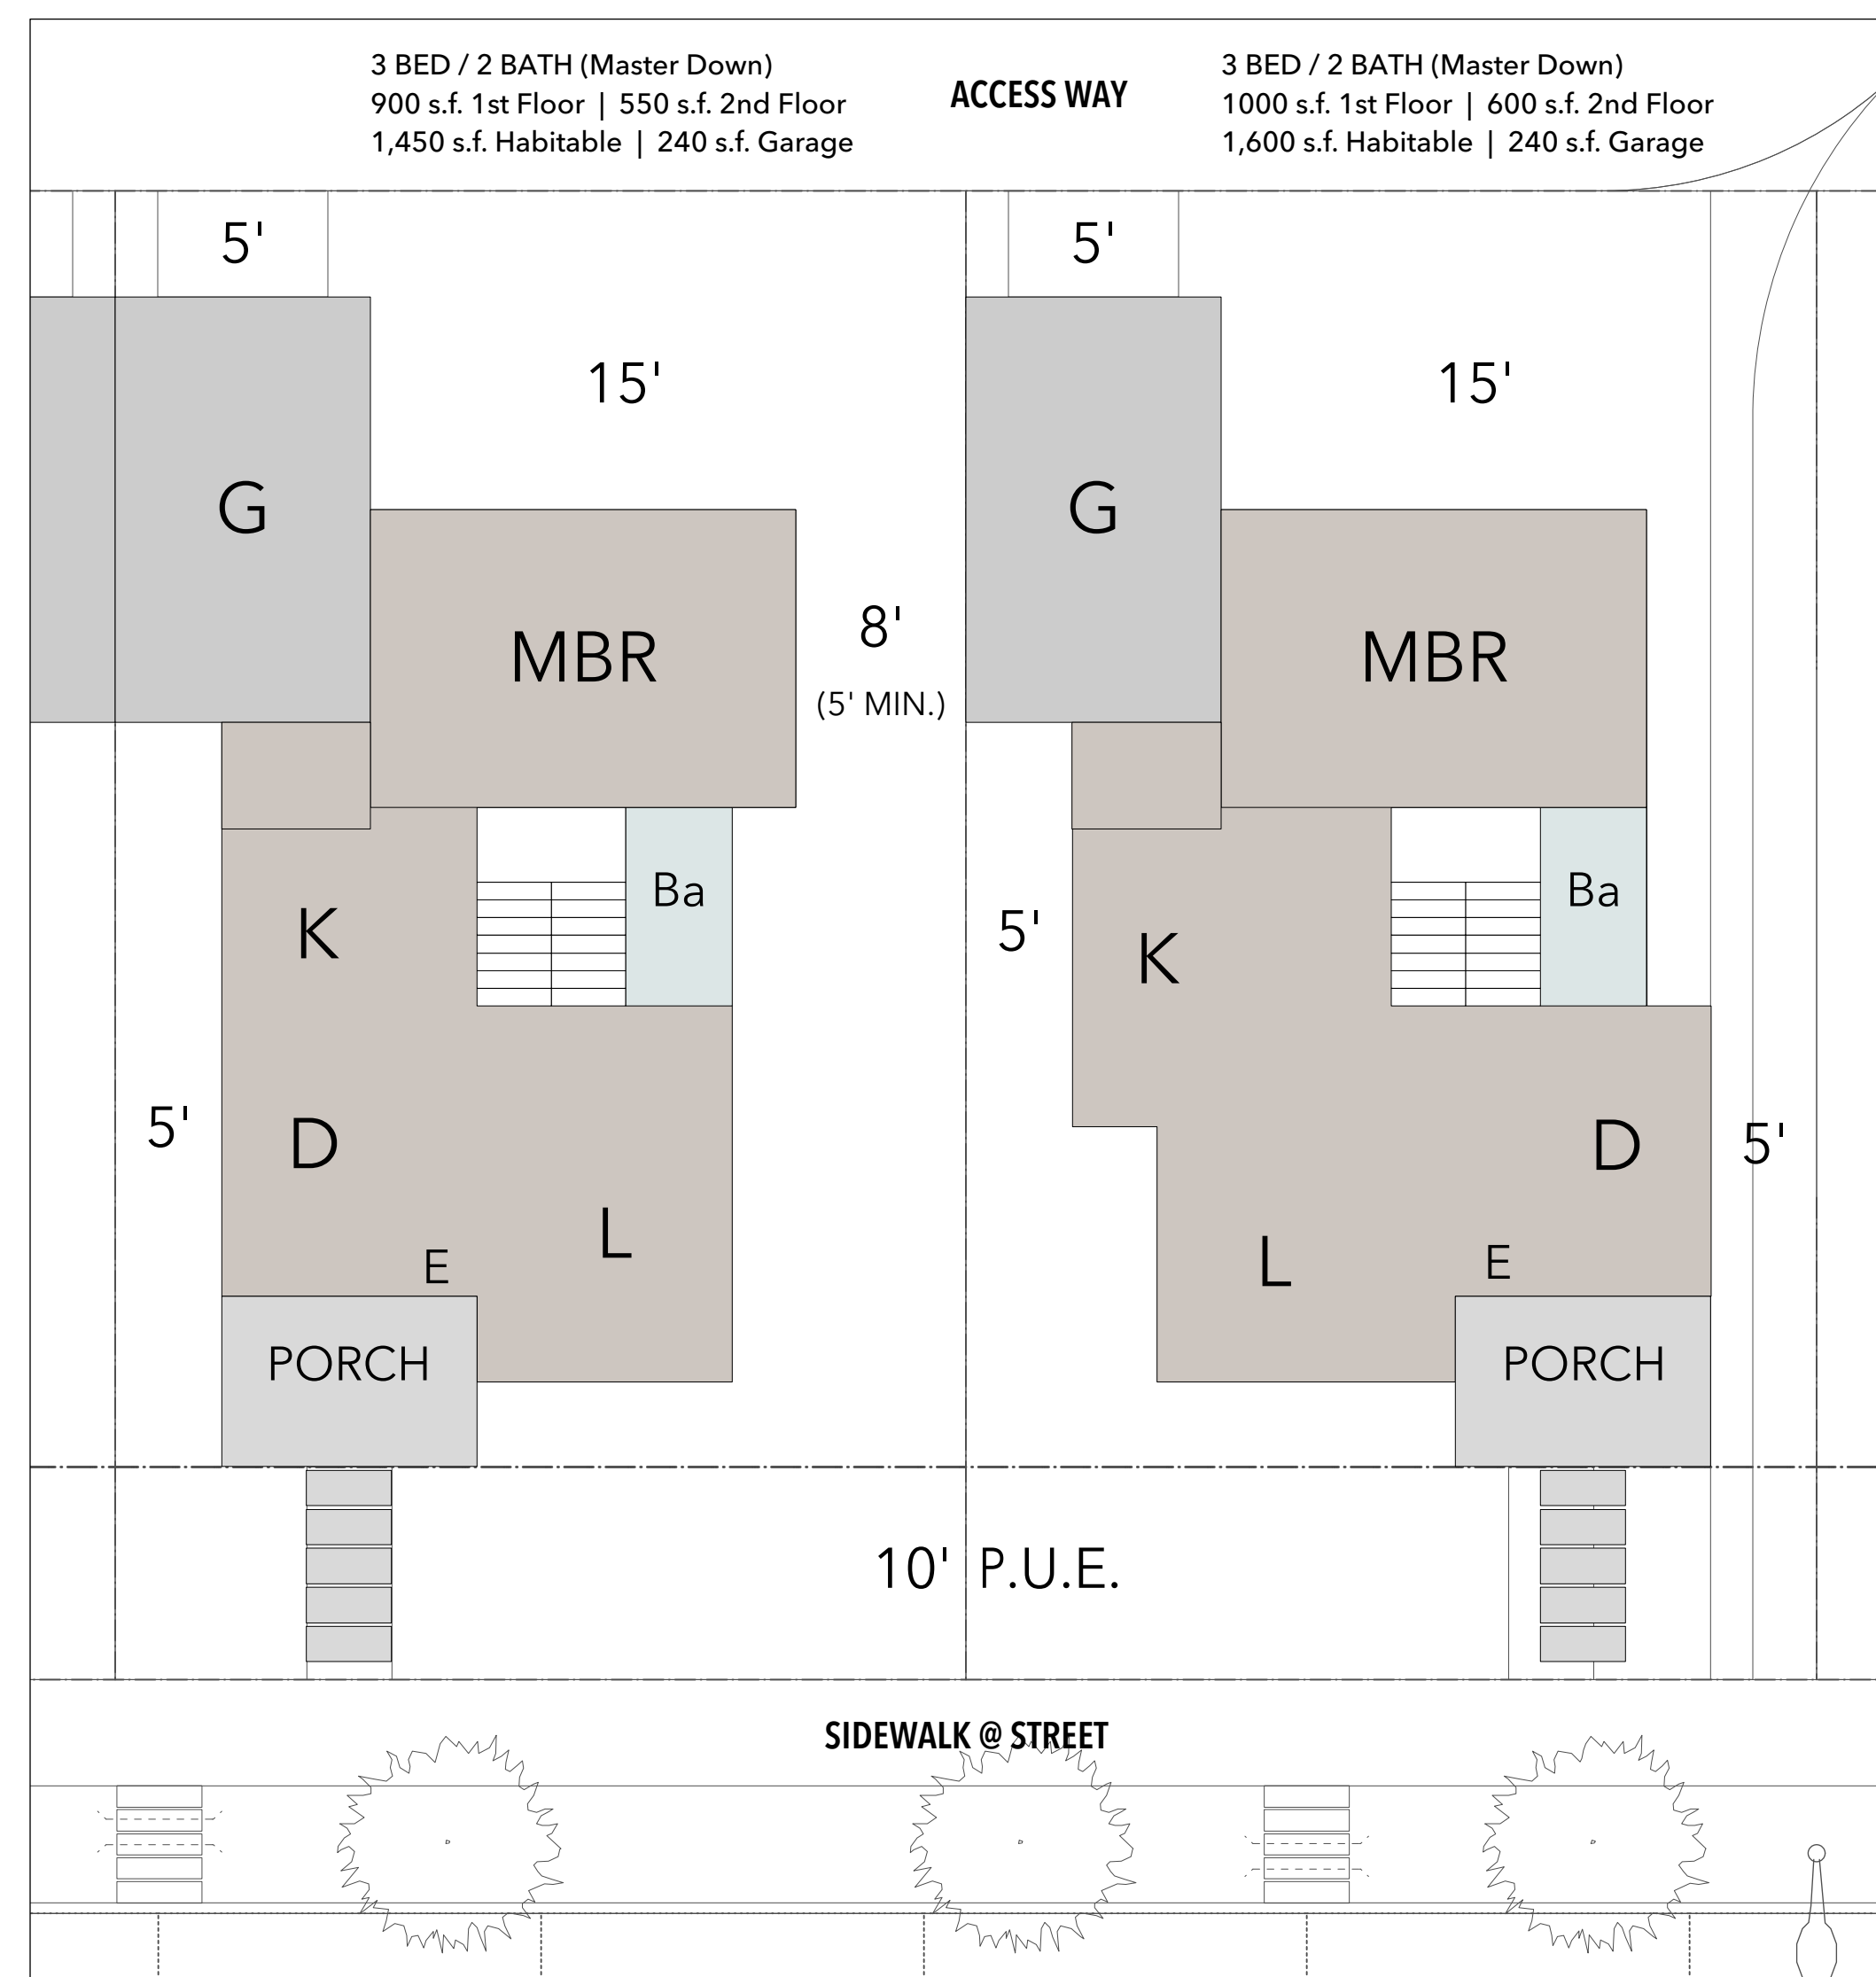 3 BED / 2 BATH (Master Down)
900 s.f. 1st Floor | 550 s.f. 2nd Floor
1,450 s.f. Habitable | 240 s.f. Garage
ACCESS WAY
3 BED / 2 BATH (Master Down)
1000 s.f. 1st Floor | 600 s.f. 2nd Floor
1,600 s.f. Habitable | 240 s.f. Garage
5'
5'
15'
15'
G
G
MBR
8'
(5' MIN.)
MBR
Ba
Ba
K
5'
K
5'
D
D
5'
L
E
L
E
PORCH
PORCH
10' P.U.E.
SIDEWALK @ STREET